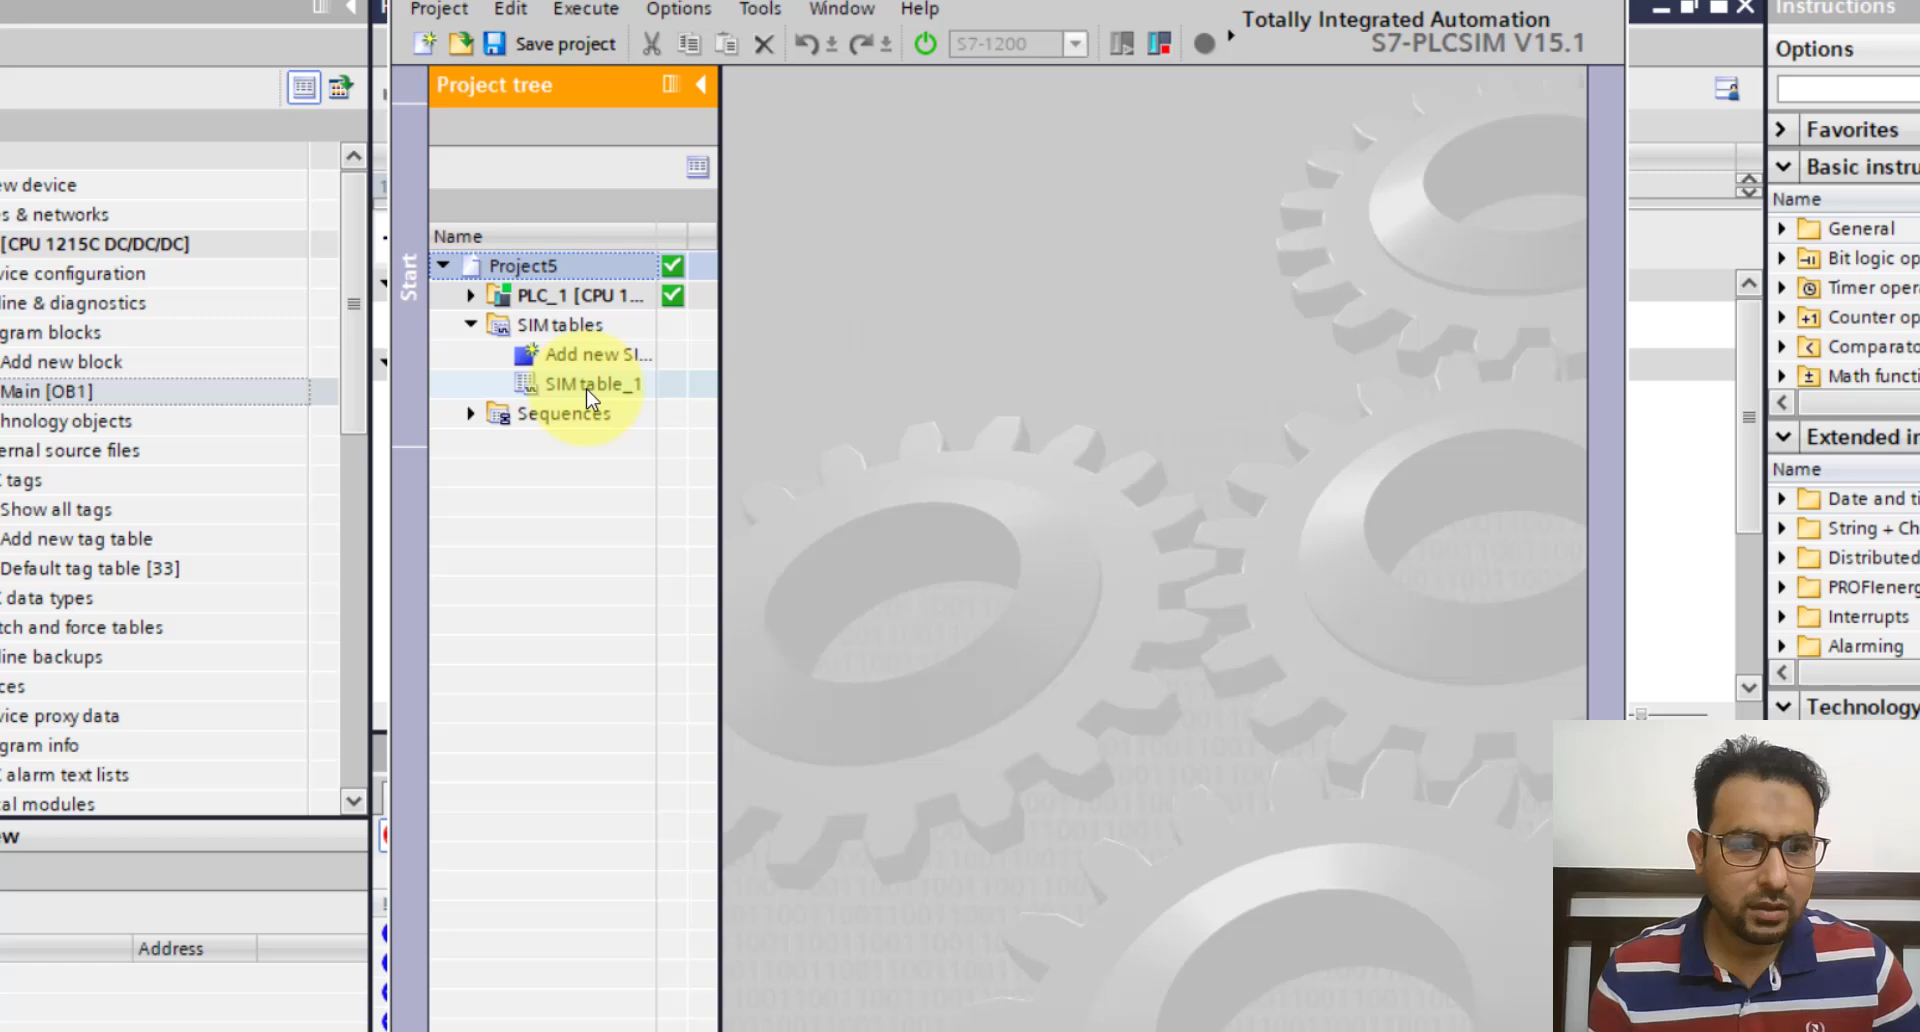 Project Edit Execute Options Tools Window Help
Save project
S7-1200
Totally Integrated Automation
S7-PLCSIM V15.1
Project tree
Name
Start
Project5
PLC_1 [CPU 1...
SIM tables
Add new SI...
SIM table_1
Sequences
ew device
s & networks
[CPU 1215C DC/DC/DC]
vice configuration
line & diagnostics
gram blocks
Add new block
Main [OB1]
hnology objects
ernal source files
tags
Show all tags
Add new tag table
Default tag table [33]
data types
tch and force tables
line backups
ces
vice proxy data
gram info
alarm text lists
cal modules
ew
Address
Instructions
Options
Favorites
Basic instru
Name
General
Bit logic op
Timer opera
Counter op
Comparato
Math functi
Extended in
Name
Date and ti
String + Ch
Distributed
PROFIenerg
Interrupts
Alarming
Technology